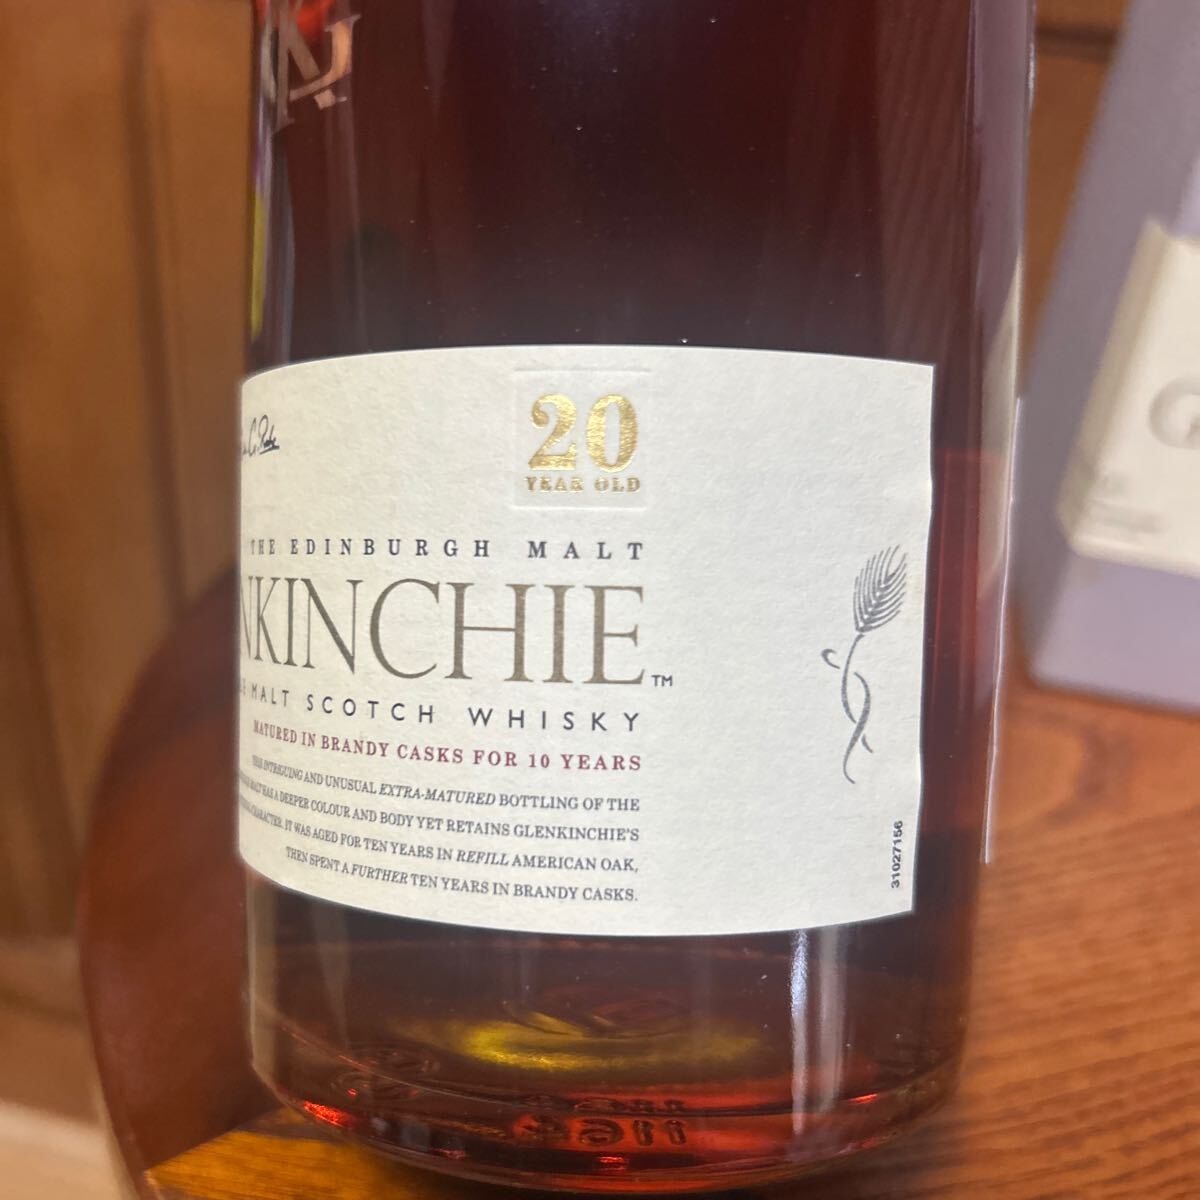 20
YEAR OLD
THE EDINBURGH MALT
NKINCHIE™
MALT SCOTCH WHISKY
MATURED IN BRANDY CASKS FOR 10 YEARS
THIS INTRIGUING AND UNUSUAL EXTRA-MATURED BOTTLING OF THE
MALT HAS A DEEPER COLOUR AND BODY YET RETAINS GLENKINCHIE'S
CHARACTER. IT WAS AGED FOR TEN YEARS IN REFILL AMERICAN OAK,
THEN SPENT A FURTHER TEN YEARS IN BRANDY CASKS.
31027156